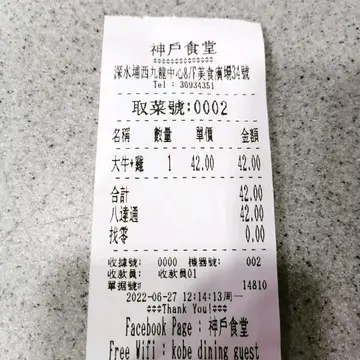 神戶食堂
深水埔西九龍中心8/F美食廣場34號
Tel : 36934351
取菜號:0002
名稱 數量 單價 金額
大牛+雞 1 42.00 42.00
合計 42.00
八達通 42.00
找零 0.00
收據號: 0000 機器號: 002
收款員: 收款員01
單據號# 14810
2022-06-27 12:14:13周一
***Thank You!***
Facebook Page : 神戶食堂
Free Wifi : kobe dining guest